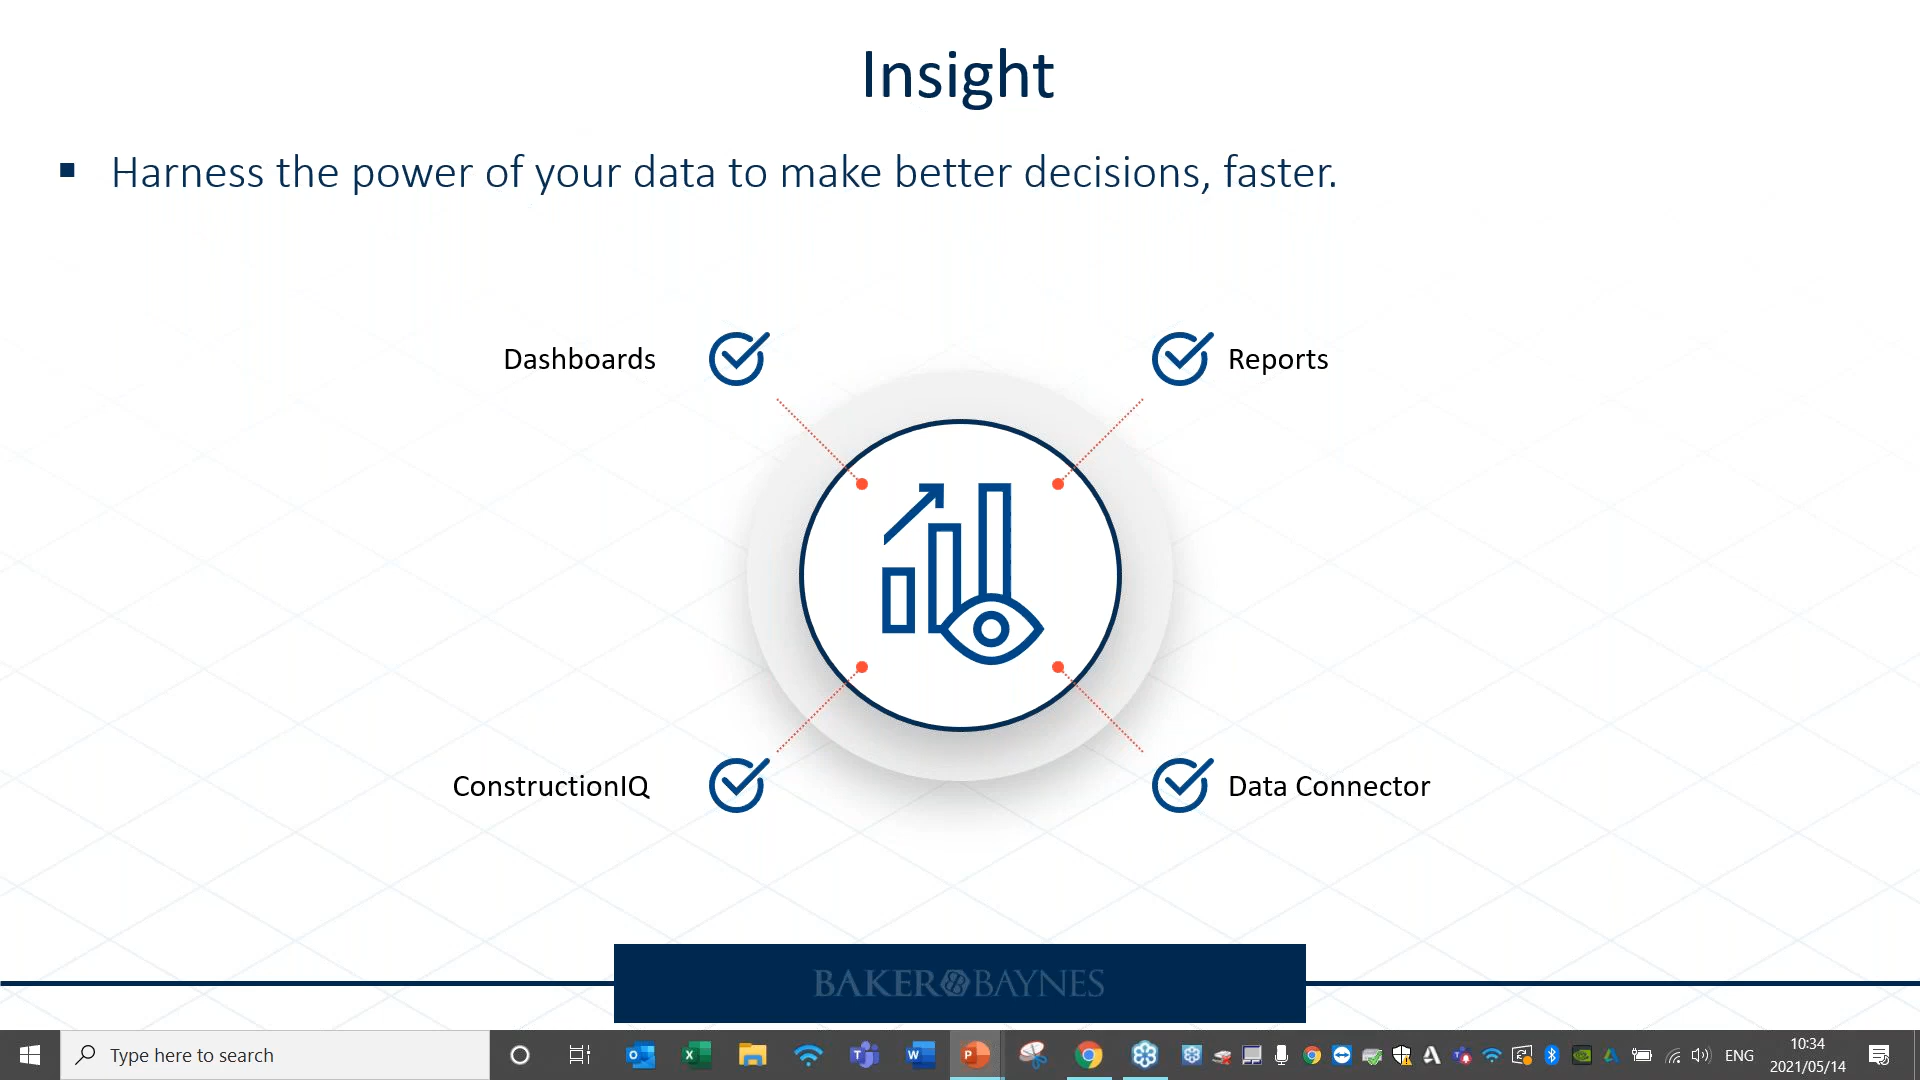 Insight
Harness the power of your data to make better decisions, faster.
Dashboards
Reports
ConstructionIQ
Data Connector
BAKER BAYNES
Type here to search
ENG
10:34
2021/05/14